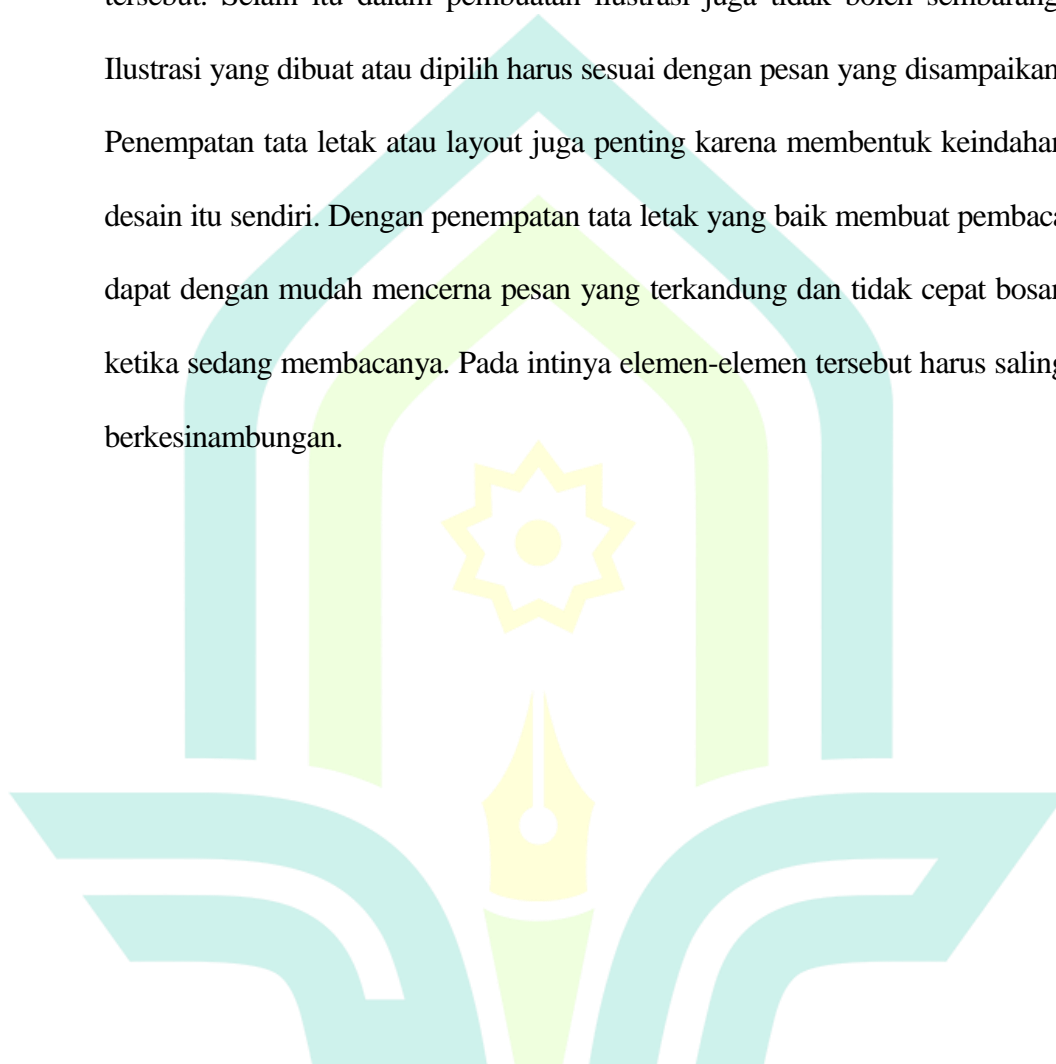 tersebut. Selain itu dalam pembuatan ilustrasi juga tidak boleh sembarang
Ilustrasi yang dibuat atau dipilih harus sesuai dengan pesan yang disampaikan
Penempatan tata letak atau layout juga penting karena membentuk keindahan
desain itu sendiri. Dengan penempatan tata letak yang baik membuat pembaca
dapat dengan mudah mencerna pesan yang terkandung dan tidak cepat bosan
ketika sedang membacanya. Pada intinya elemen-elemen tersebut harus saling
berkesinambungan.